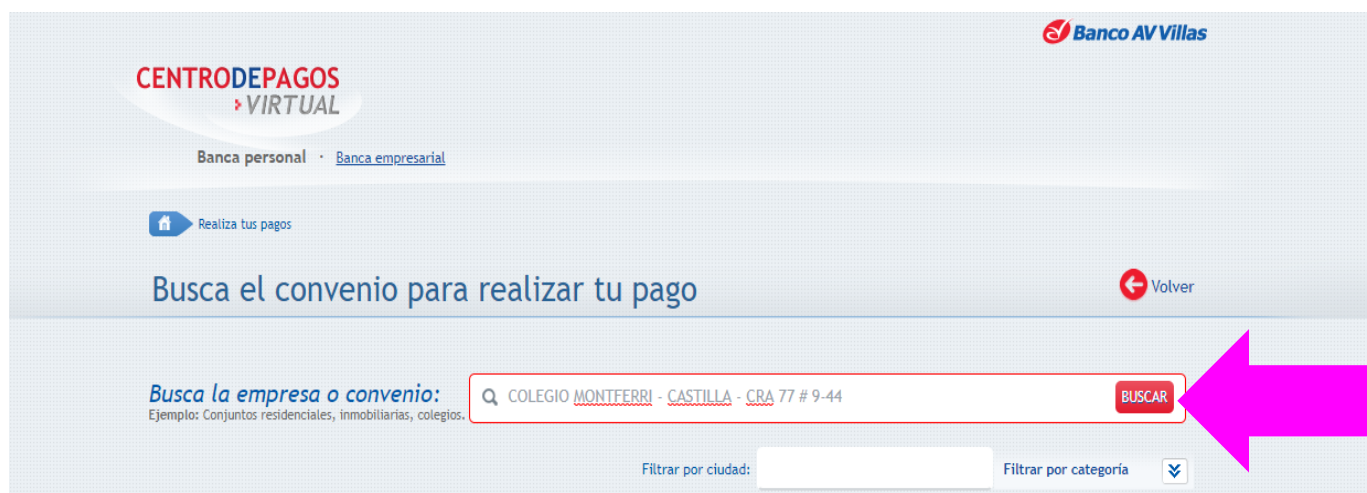 Banco AV Villas
CENTRODEPAGOS
VIRTUAL
Banca personal · Banca empresarial
Realiza tus pagos
Busca el convenio para realizar tu pago
Volver
Busca la empresa o convenio:
COLEGIO MONTFERRI - CASTILLA - CRA 77 # 9-44
BUSCAR
Ejemplo: Conjuntos residenciales, inmobiliarias, colegios.
Filtrar por ciudad:
Filtrar por categoría